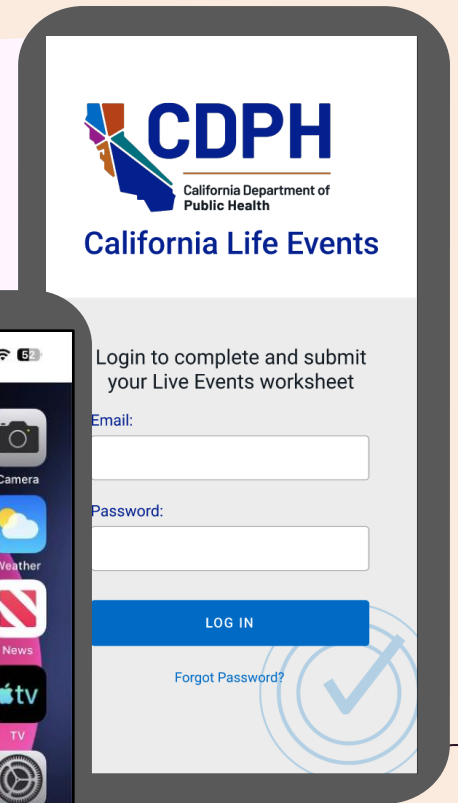 CDPH
California Department of
Public Health
California Life Events
Login to complete and submit
your Live Events worksheet
Email:
Password:
LOG IN
Forgot Password?
52
Camera
Weather
News
tv
TV